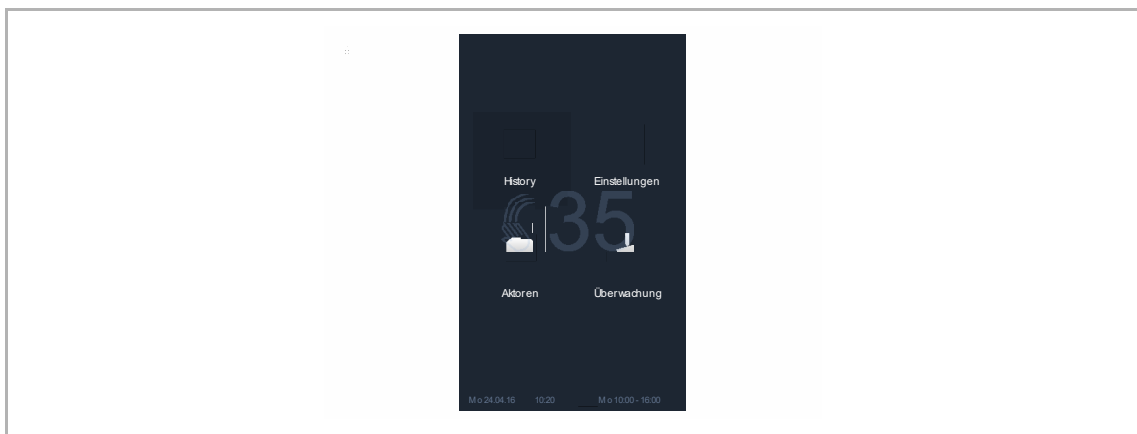 History Einstellungen
35
Aktoren Überwachung
Mo 24.04.16 10:20 Mo 10:00 - 16:00